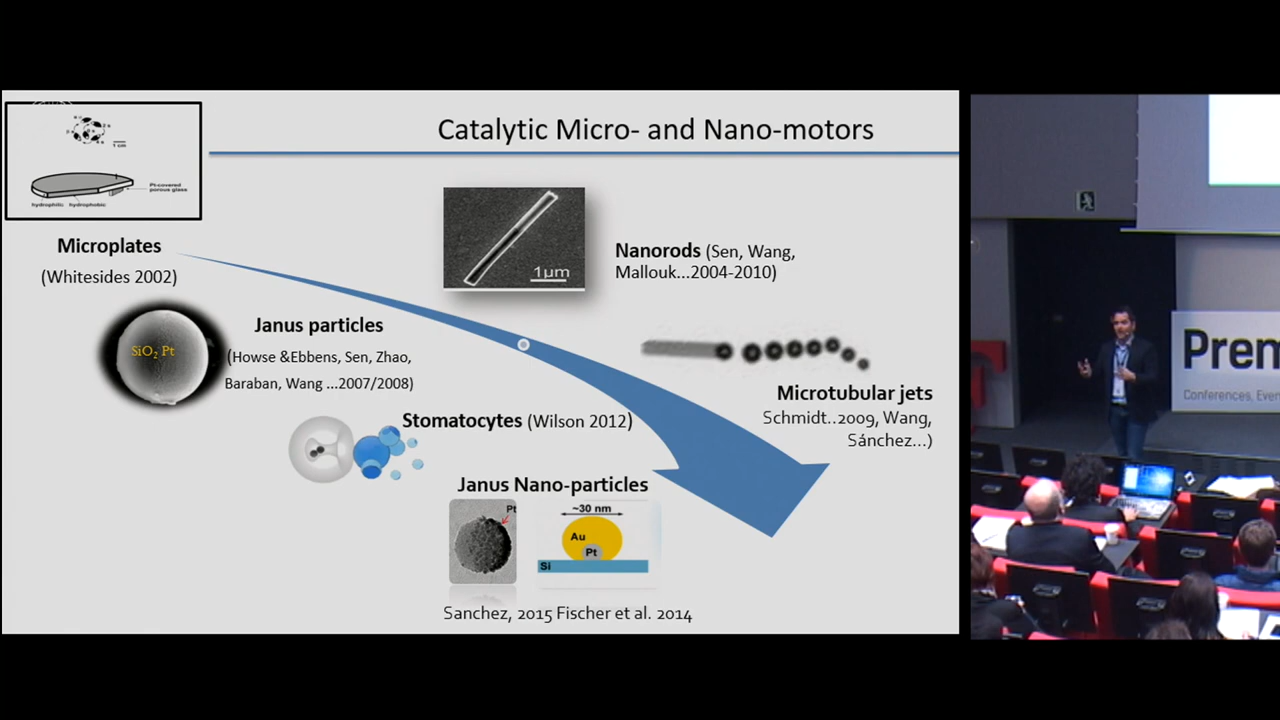 Catalytic Micro- and Nano-motors
1 cm
Pt-covered
porous glass
hydrophilic hydrophobic
Microplates
(Whitesides 2002)
1µm
Nanorods (Sen, Wang,
Mallouk...2004-2010)
SiO2 Pt
Janus particles
(Howse &Ebbens, Sen, Zhao,
Baraban, Wang ...2007/2008)
Microtubular jets
Schmidt..2009, Wang,
Sánchez...)
Stomatocytes (Wilson 2012)
Janus Nano-particles
Pt
~30 nm
Au
Pt
Si
Sanchez, 2015 Fischer et al. 2014
Prem
Conferences, Even